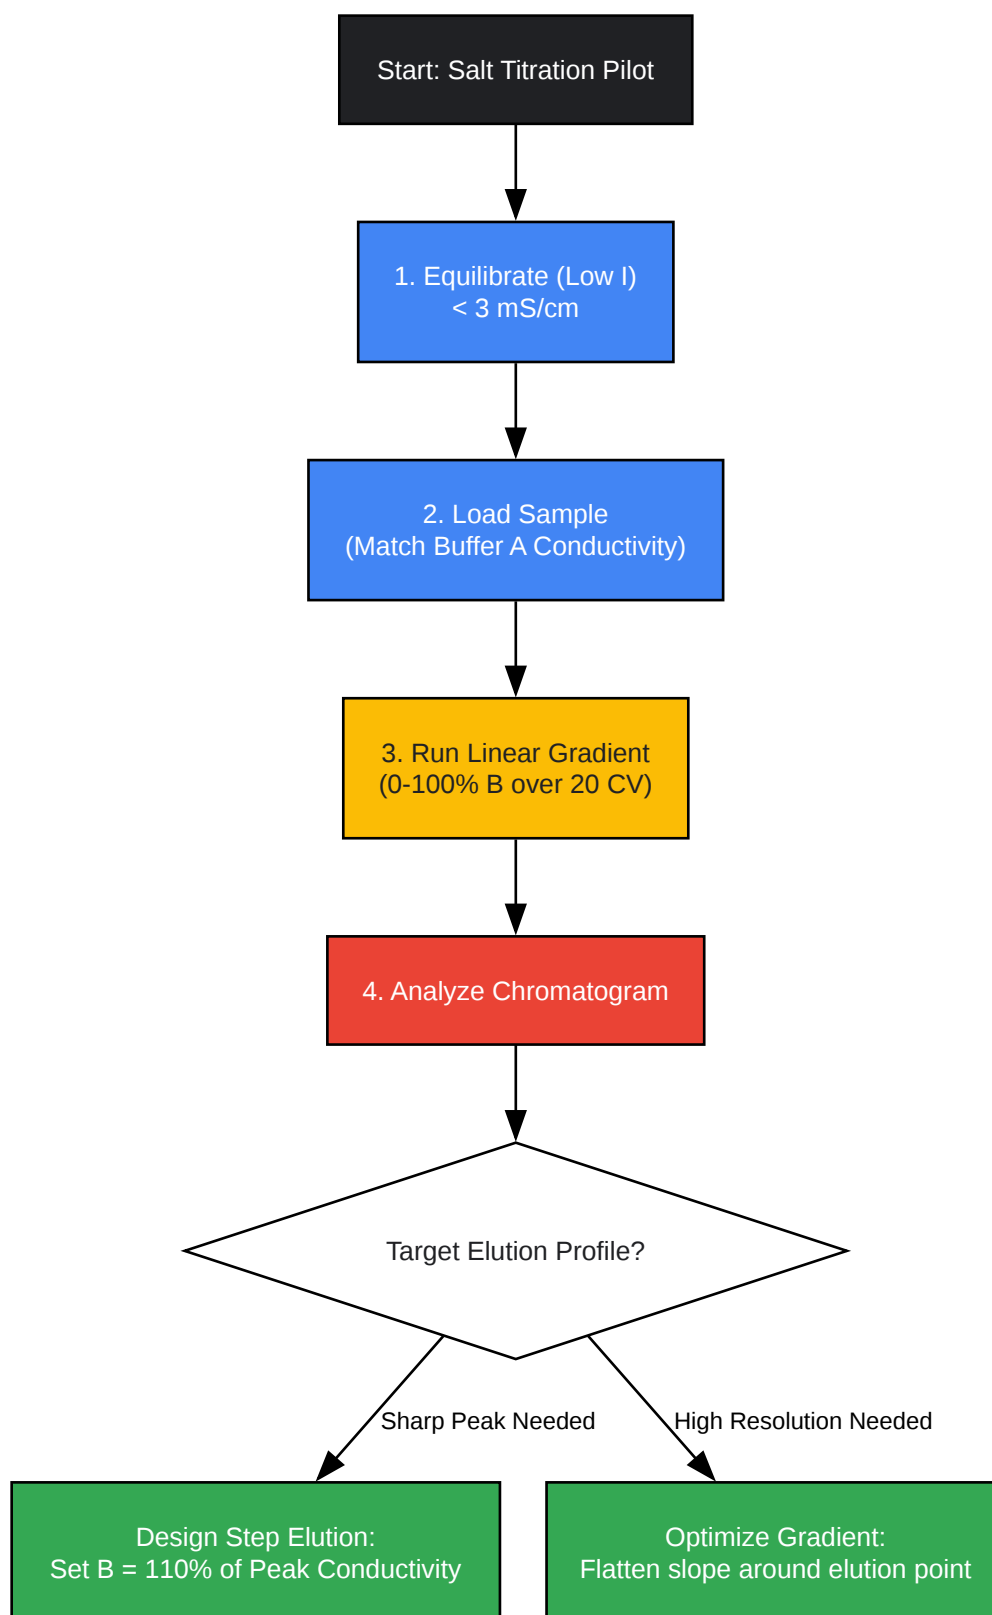 Start: Salt Titration Pilot
1. Equilibrate (Low I)
< 3 mS/cm
2. Load Sample
(Match Buffer A Conductivity)
3. Run Linear Gradient
(0-100% B over 20 CV)
4. Analyze Chromatogram
Target Elution Profile?
Sharp Peak Needed
High Resolution Needed
Design Step Elution:
Set B = 110% of Peak Conductivity
Optimize Gradient:
Flatten slope around elution point